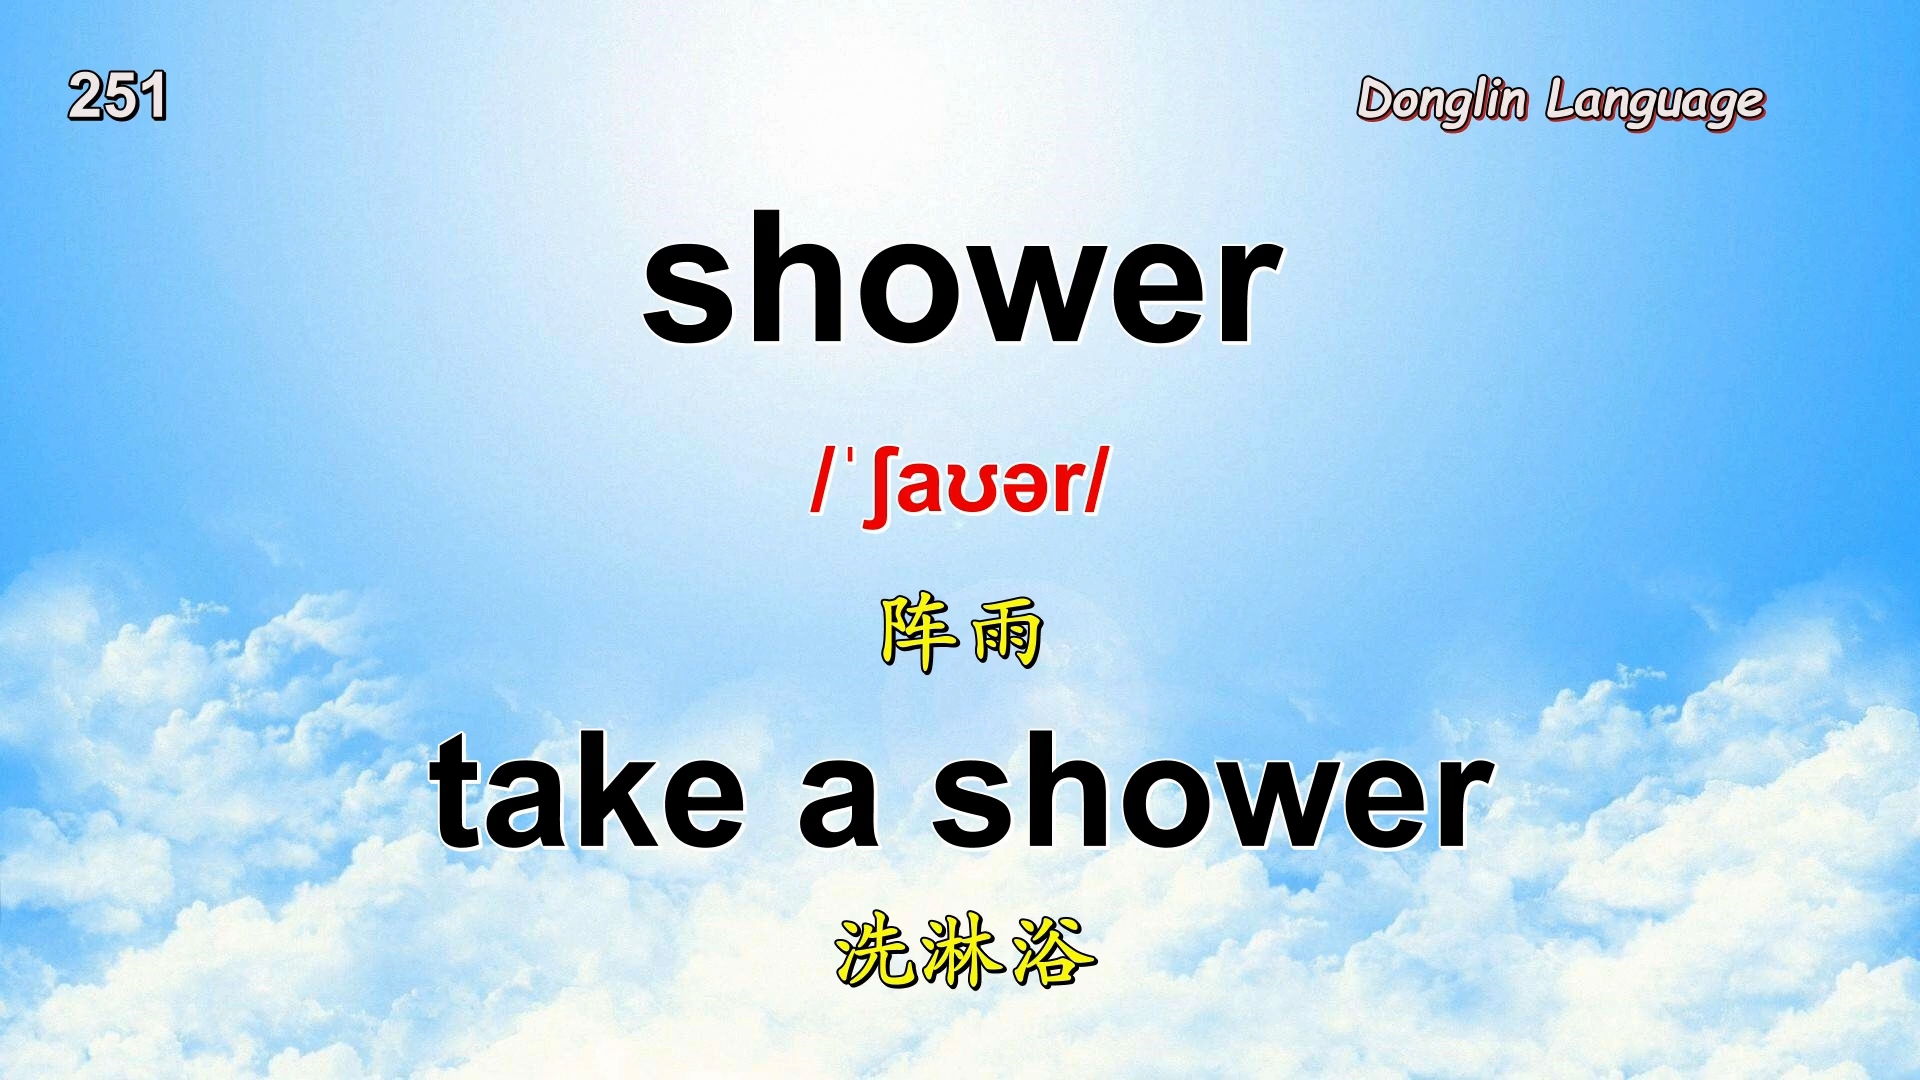 251
Donglin Language
shower
/ˈʃaʊər/
阵雨
take a shower
洗淋浴